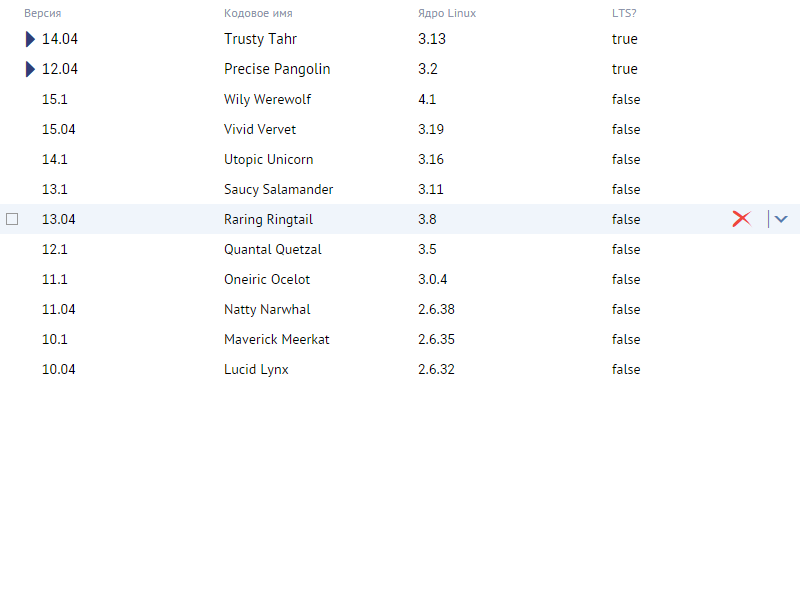 Версия Кодовое имя Ядро Linux LTS?
14.04 Trusty Tahr 3.13 true
12.04 Precise Pangolin 3.2 true
15.1 Wily Werewolf 4.1 false
15.04 Vivid Vervet 3.19 false
14.1 Utopic Unicorn 3.16 false
13.1 Saucy Salamander 3.11 false
13.04 Raring Ringtail 3.8 false
12.1 Quantal Quetzal 3.5 false
11.1 Oneiric Ocelot 3.0.4 false
11.04 Natty Narwhal 2.6.38 false
10.1 Maverick Meerkat 2.6.35 false
10.04 Lucid Lynx 2.6.32 false